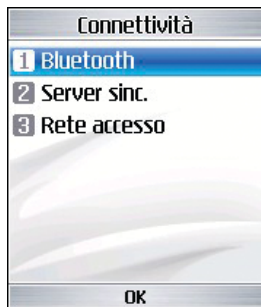 Connettività
1 Bluetooth
2 Server sinc.
3 Rete accesso
OK